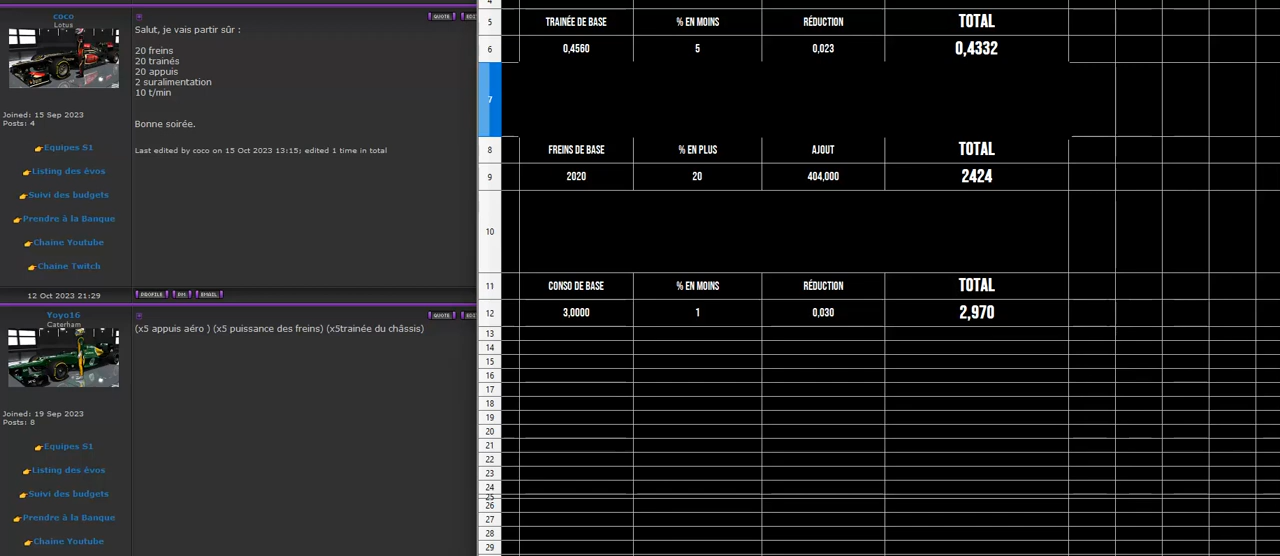 coco
Lotus
QUOTE
Salut, je vais partir sûr :
20 freins
20 trainés
20 appuis
2 suralimentation
10 t/min
Joined: 15 Sep 2023
Posts: 4
Bonne soirée.
👉Equipes S1
Last edited by coco on 15 Oct 2023 13:15; edited 1 time in total
👉Listing des évos
👉Suivi des budgets
👉Prendre à la Banque
👉Chaine Youtube
👉Chaine Twitch
12 Oct 2023 21:29
PROFILE PM EMAIL
Yoyo16
Caterham
QUOTE
(x5 appuis aéro ) (x5 puissance des freins) (x5trainée du châssis)
Joined: 19 Sep 2023
Posts: 8
👉Equipes S1
👉Listing des évos
👉Suivi des budgets
👉Prendre à la Banque
👉Chaine Youtube
5 TRAINÉE DE BASE % EN MOINS RÉDUCTION TOTAL
6 0,4560 5 0,023 0,4332
7
8 FREINS DE BASE % EN PLUS AJOUT TOTAL
9 2020 20 404,000 2424
10
11 CONSO DE BASE % EN MOINS RÉDUCTION TOTAL
12 3,0000 1 0,030 2,970
13
14
15
16
17
18
19
20
21
22
23
24
25
26
27
28
29